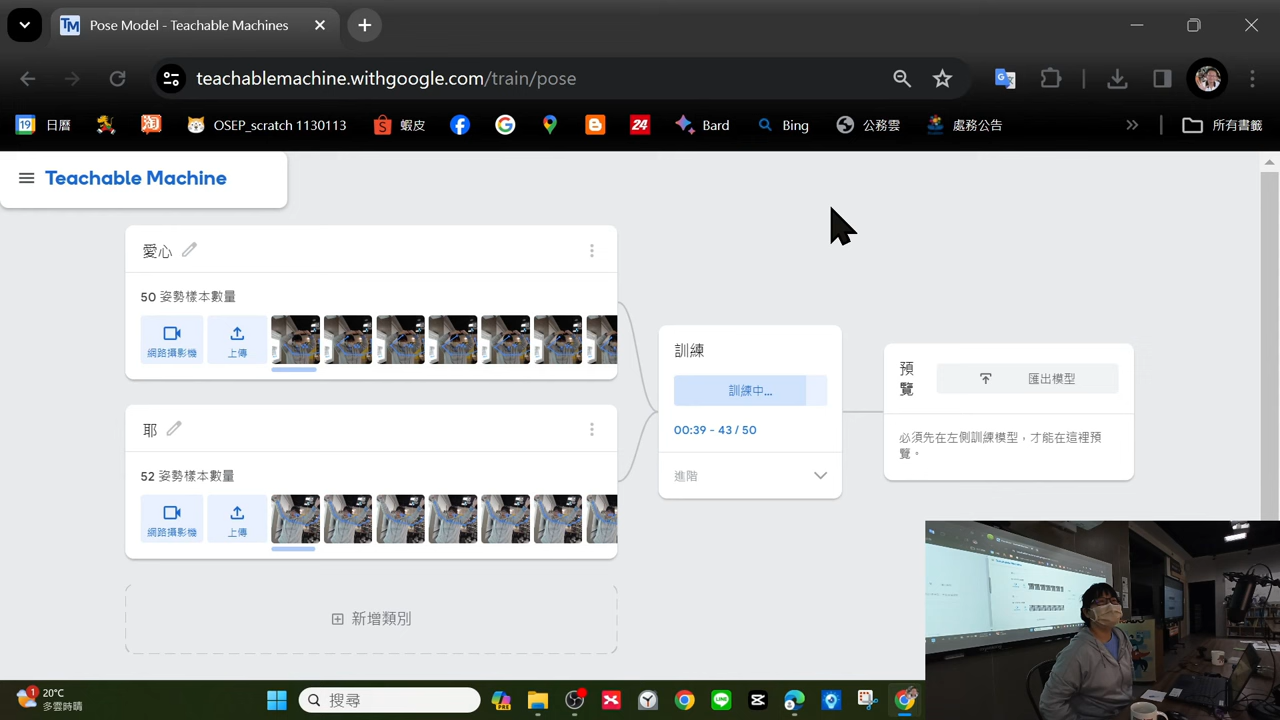 Pose Model - Teachable Machines
teachablemachine.withgoogle.com/train/pose
19 日曆
淘
OSEP_scratch 1130113
蝦皮
24
Bard
Bing
公務雲
處務公告
所有書籤
Teachable Machine
愛心
50 姿勢樣本數量
網路攝影機
上傳
耶
52 姿勢樣本數量
網路攝影機
上傳
新增類別
訓練
訓練中...
00:39 - 43 / 50
進階
預覽
匯出模型
必須先在左側訓練模型，才能在這裡預
覽。
1
20°C
多雲時晴
搜尋